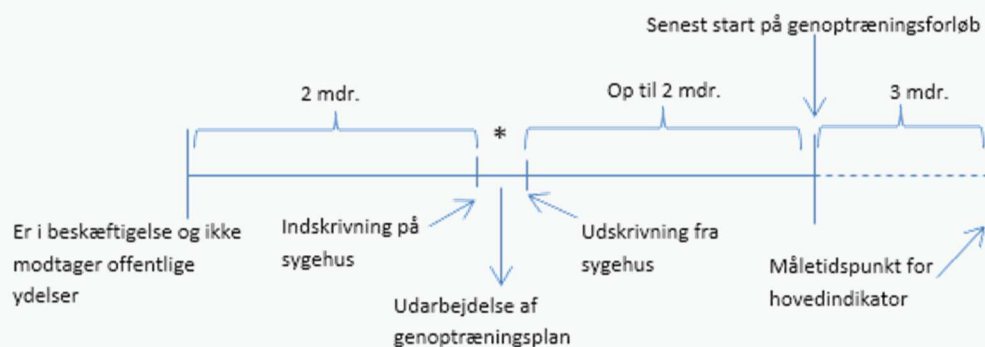 Senest start på genoptræningsforløb
2 mdr.
Op til 2 mdr.
3 mdr.
*
Er i beskæftigelse og ikke
modtager offentlige
ydelser
Indskrivning på
sygehus
Udskrivning fra
sygehus
Måletidspunkt for
hovedindikator
Udarbejdelse af
genoptræningsplan